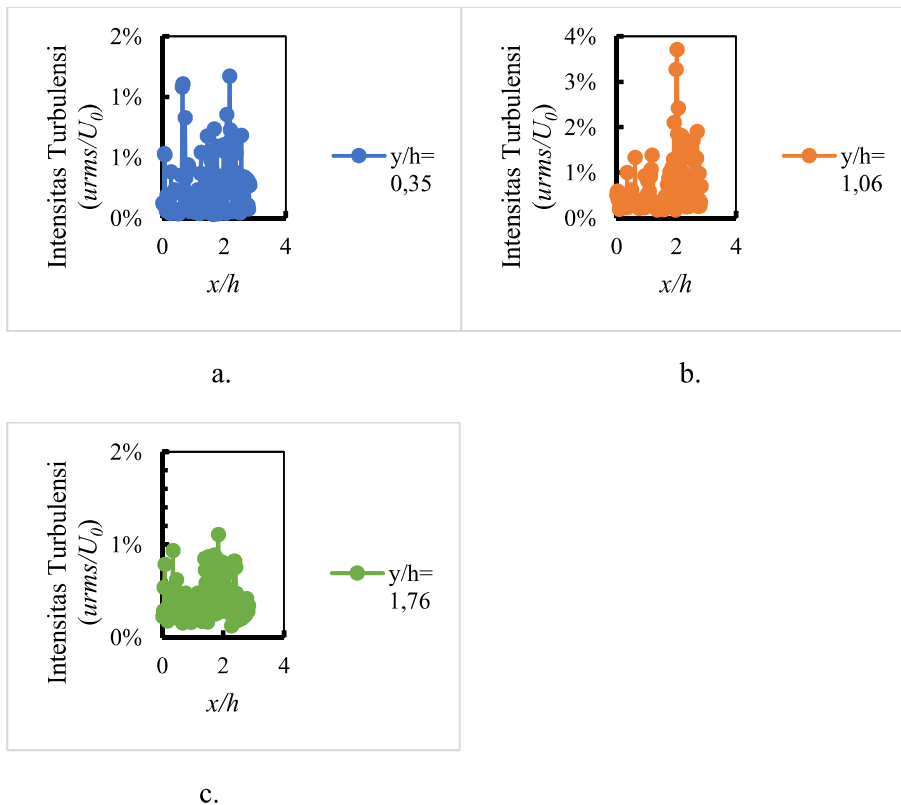 Intensitas Turbulensi
(urms/U0)
2%
1%
1%
0%
0
2
4
x/h
y/h=
0,35
a.
Intensitas Turbulensi
(urms/U0)
4%
3%
2%
1%
0%
0
2
4
x/h
y/h=
1,06
b.
Intensitas Turbulensi
(urms/U0)
2%
1%
0%
0
2
4
x/h
y/h=
1,76
c.